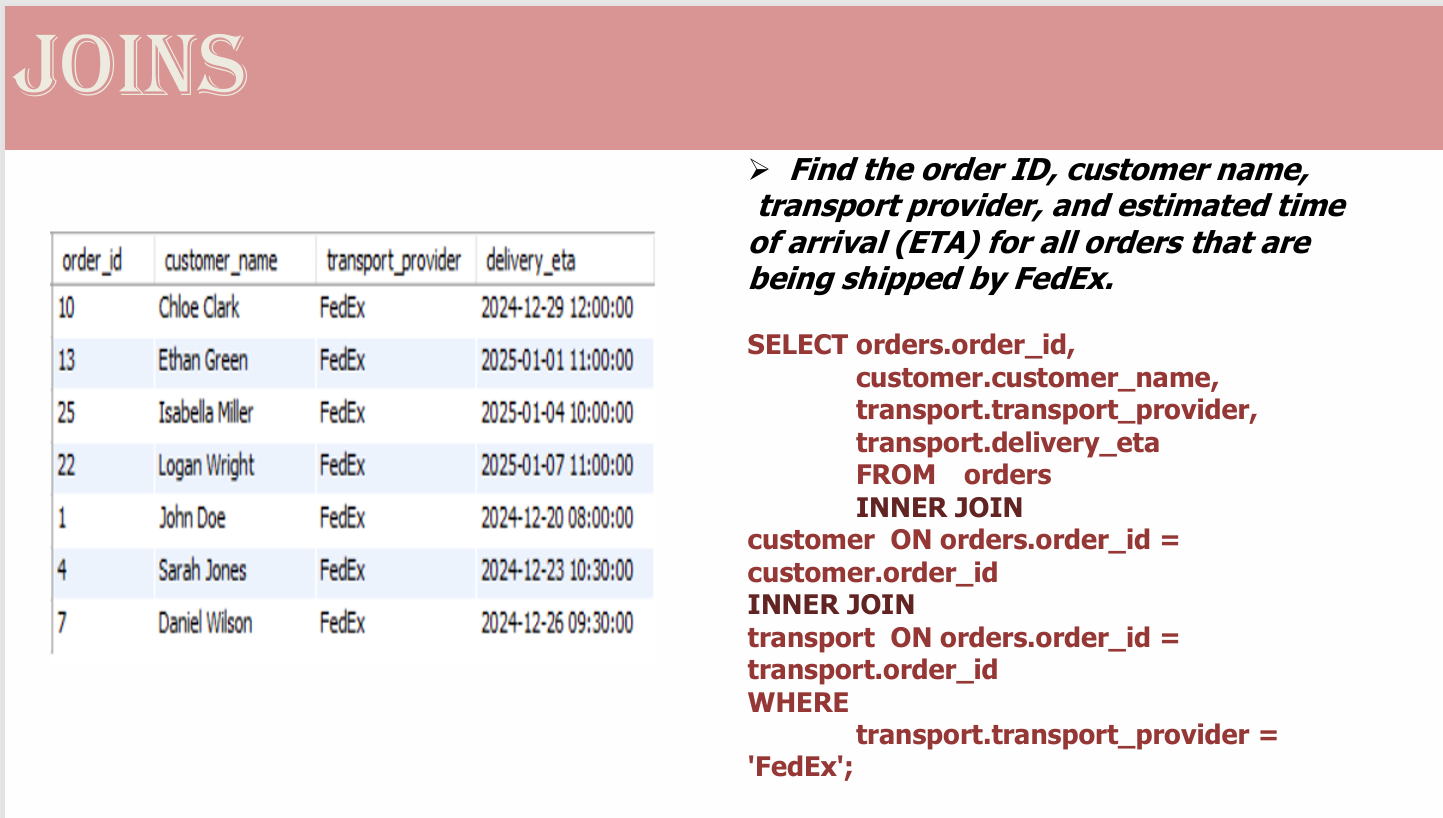 JOINS
order_id customer_name transport_provider delivery_eta
10 Chloe Clark FedEx 2024-12-29 12:00:00
13 Ethan Green FedEx 2025-01-01 11:00:00
25 Isabella Miller FedEx 2025-01-04 10:00:00
22 Logan Wright FedEx 2025-01-07 11:00:00
1 John Doe FedEx 2024-12-20 08:00:00
4 Sarah Jones FedEx 2024-12-23 10:30:00
7 Daniel Wilson FedEx 2024-12-26 09:30:00
➢ Find the order ID, customer name,
transport provider, and estimated time
of arrival (ETA) for all orders that are
being shipped by FedEx.
SELECT orders.order_id,
customer.customer_name,
transport.transport_provider,
transport.delivery_eta
FROM orders
INNER JOIN
customer ON orders.order_id =
customer.order_id
INNER JOIN
transport ON orders.order_id =
transport.order_id
WHERE
transport.transport_provider =
'FedEx';